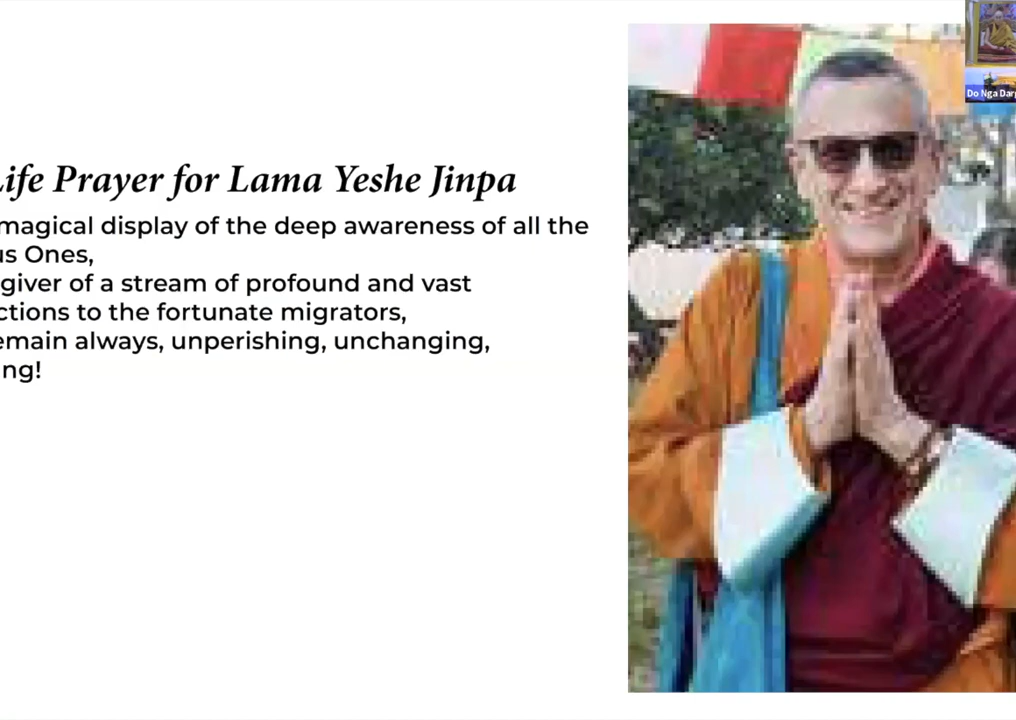 Life Prayer for Lama Yeshe Jinpa
magical display of the deep awareness of all the
us Ones,
giver of a stream of profound and vast
ctions to the fortunate migrators,
emain always, unperishing, unchanging,
ng!
Do Nga Darg